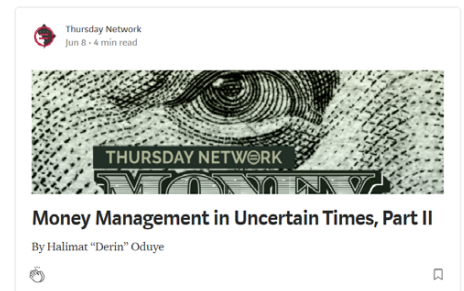 Thursday Network
Jun 8 · 4 min read
THURSDAY NETWORK
MONEY
Money Management in Uncertain Times, Part II
By Halimat “Derin” Oduye